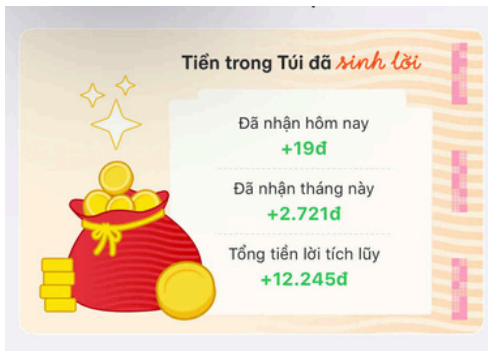 Tiền trong Túi đã sinh lời
Đã nhận hôm nay
+19đ
Đã nhận tháng này
+2.721đ
Tổng tiền lời tích lũy
+12.245đ